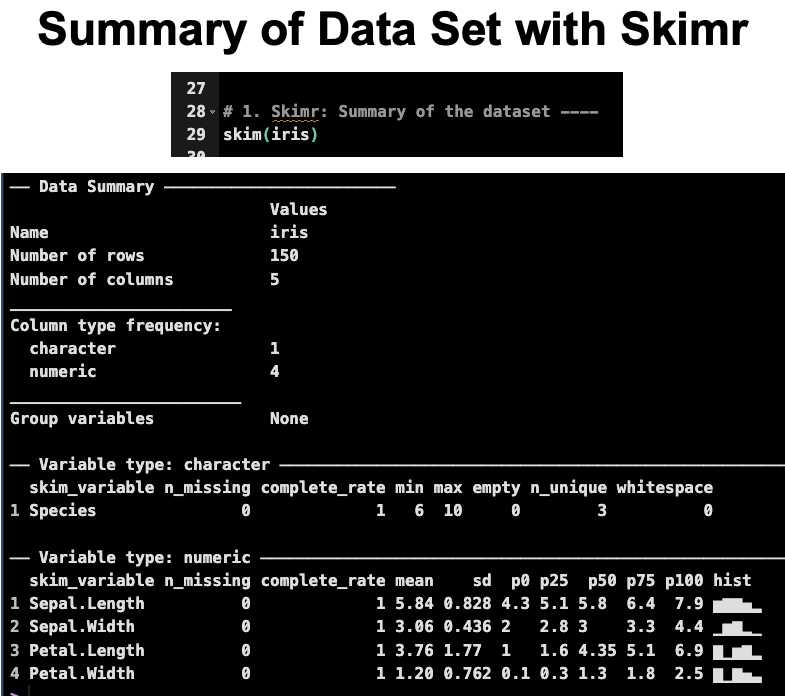 Summary of Data Set with Skimr
27
28 # 1. Skimr: Summary of the dataset ----
29 skim(iris)
30
── Data Summary ────────────────────────
                           Values
Name                       iris
Number of rows             150
Number of columns          5
_______________________
Column type frequency:
  character                1
  numeric                  4
________________________
Group variables            None
── Variable type: character ────────────────────────
  skim_variable n_missing complete_rate min max empty n_unique whitespace
1 Species               0             1   6  10     0        3          0
── Variable type: numeric ────────────────────────
  skim_variable n_missing complete_rate mean    sd  p0 p25  p50 p75 p100 hist
1 Sepal.Length          0             1 5.84 0.828 4.3 5.1 5.8  6.4  7.9 ▆▇▇▅▂
2 Sepal.Width           0             1 3.06 0.436 2   2.8 3    3.3  4.4 ▁▆▇▂▁
3 Petal.Length          0             1 3.76 1.77  1   1.6 4.35 5.1  6.9 ▇▁▆▇▂
4 Petal.Width           0             1 1.20 0.762 0.1 0.3 1.3  1.8  2.5 ▇▁▇▅▃
>